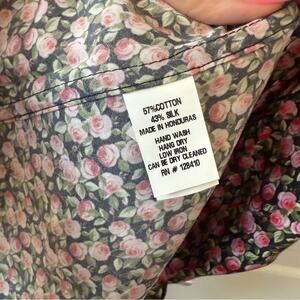 57%COTTON
43% SILK
MADE IN HONDURAS
HAND WASH
HANG DRY
LOW IRON
CAN BE DRY CLEANED
RN # 128410